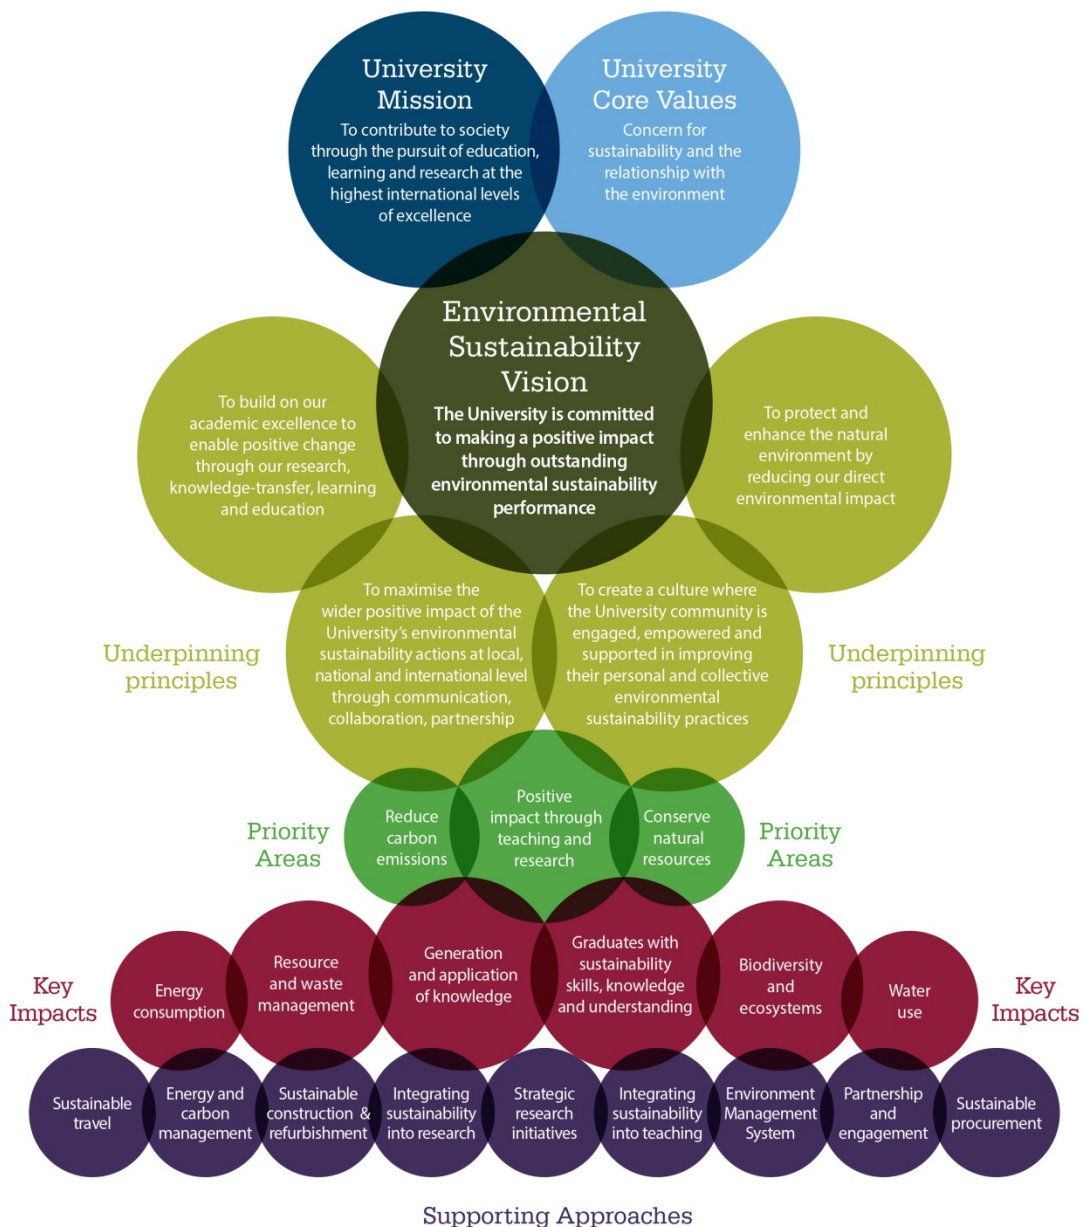 University
Mission
To contribute to society
through the pursuit of education,
learning and research at the
highest international levels
of excellence
University
Core Values
Concern for
sustainability and the
relationship with
the environment
Environmental
Sustainability
Vision
The University is committed
to making a positive impact
through outstanding
environmental sustainability
performance
To build on our
academic excellence to
enable positive change
through our research,
knowledge-transfer, learning
and education
To protect and
enhance the natural
environment by
reducing our direct
environmental impact
Underpinning
principles
To maximise the
wider positive impact of the
University’s environmental
sustainability actions at local,
national and international level
through communication,
collaboration, partnership
To create a culture where
the University community is
engaged, empowered and
supported in improving
their personal and collective
environmental
sustainability practices
Underpinning
principles
Priority
Areas
Reduce
carbon
emissions
Positive
impact through
teaching and
research
Conserve
natural
resources
Priority
Areas
Key
Impacts
Energy
consumption
Resource
and waste
management
Generation
and application
of knowledge
Graduates with
sustainability
skills, knowledge
and understanding
Biodiversity
and
ecosystems
Water
use
Key
Impacts
Sustainable
travel
Energy and
carbon
management
Sustainable
construction &
refurbishment
Integrating
sustainability
into research
Strategic
research
initiatives
Integrating
sustainability
into teaching
Environment
Management
System
Partnership
and
engagement
Sustainable
procurement
Supporting Approaches